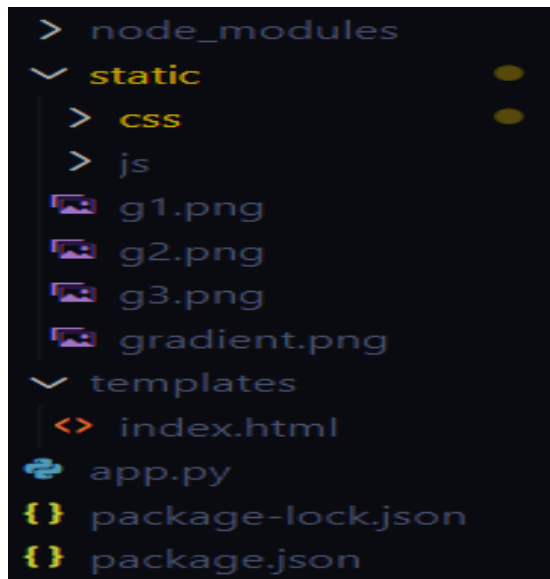 node_modules
static
css
js
g1.png
g2.png
g3.png
gradient.png
templates
index.html
app.py
package-lock.json
package.json